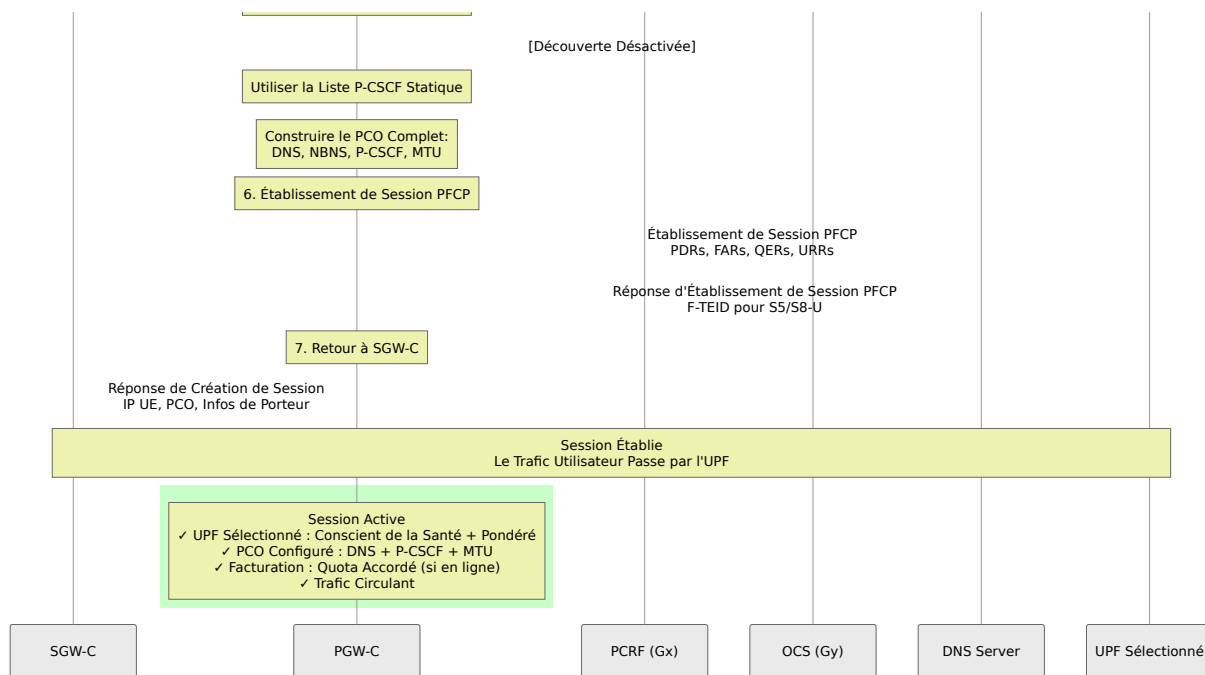 [Découverte Désactivée]
Utiliser la Liste P-CSCF Statique
Construire le PCO Complet:
DNS, NBNS, P-CSCF, MTU
6. Établissement de Session PFCP
Établissement de Session PFCP
PDRs, FARs, QERs, URRs
Réponse d'Établissement de Session PFCP
F-TEID pour S5/S8-U
7. Retour à SGW-C
Réponse de Création de Session
IP UE, PCO, Infos de Porteur
Session Établie
Le Trafic Utilisateur Passe par l'UPF
Session Active
✓ UPF Sélectionné : Conscient de la Santé + Pondéré
✓ PCO Configuré : DNS + P-CSCF + MTU
✓ Facturation : Quota Accordé (si en ligne)
✓ Trafic Circulant
SGW-C
PGW-C
PCRF (Gx)
OCS (Gy)
DNS Server
UPF Sélectionné